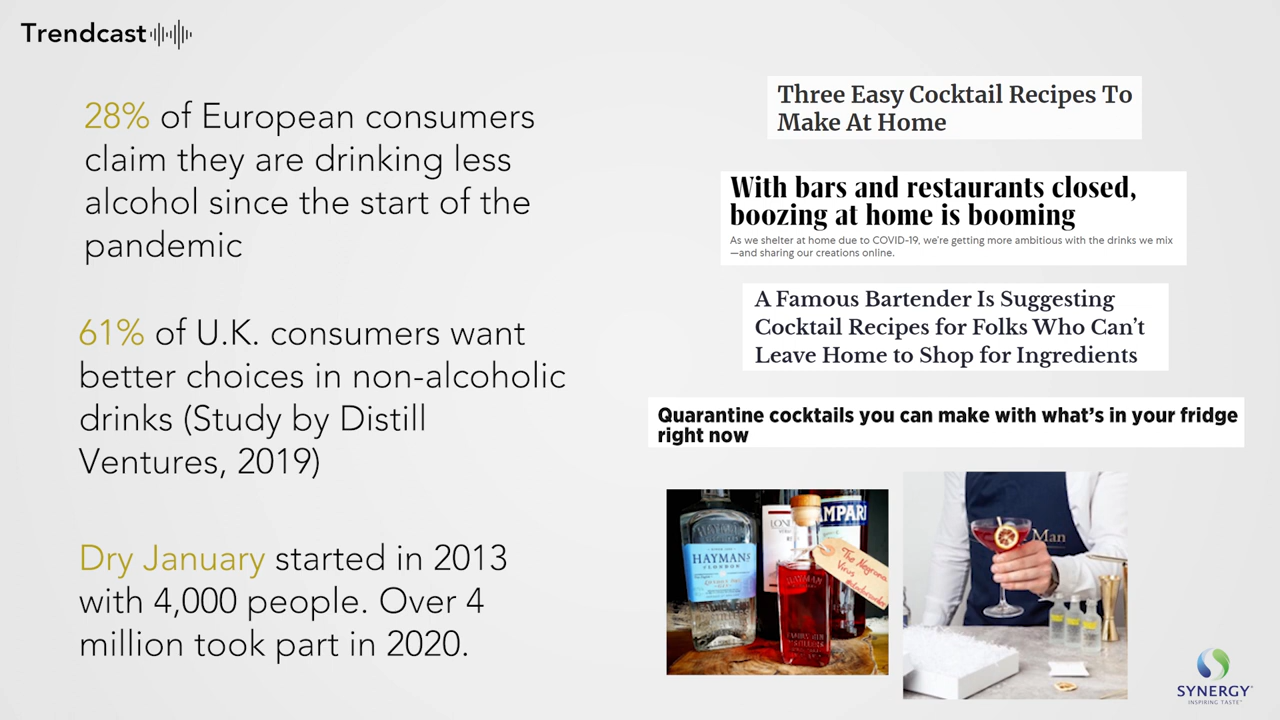 Trendcast
28% of European consumers
claim they are drinking less
alcohol since the start of the
pandemic
61% of U.K. consumers want
better choices in non-alcoholic
drinks (Study by Distill
Ventures, 2019)
Dry January started in 2013
with 4,000 people. Over 4
million took part in 2020.
Three Easy Cocktail Recipes To
Make At Home
With bars and restaurants closed,
boozing at home is booming
As we shelter at home due to COVID-19, we're getting more ambitious with the drinks we mix
—and sharing our creations online.
A Famous Bartender Is Suggesting
Cocktail Recipes for Folks Who Can't
Leave Home to Shop for Ingredients
Quarantine cocktails you can make with what's in your fridge
right now
HAYMANS
LONDON
AMPARI
The Negroni
Virus
HAYMAN
Man
SYNERGY
INSPIRING TASTE